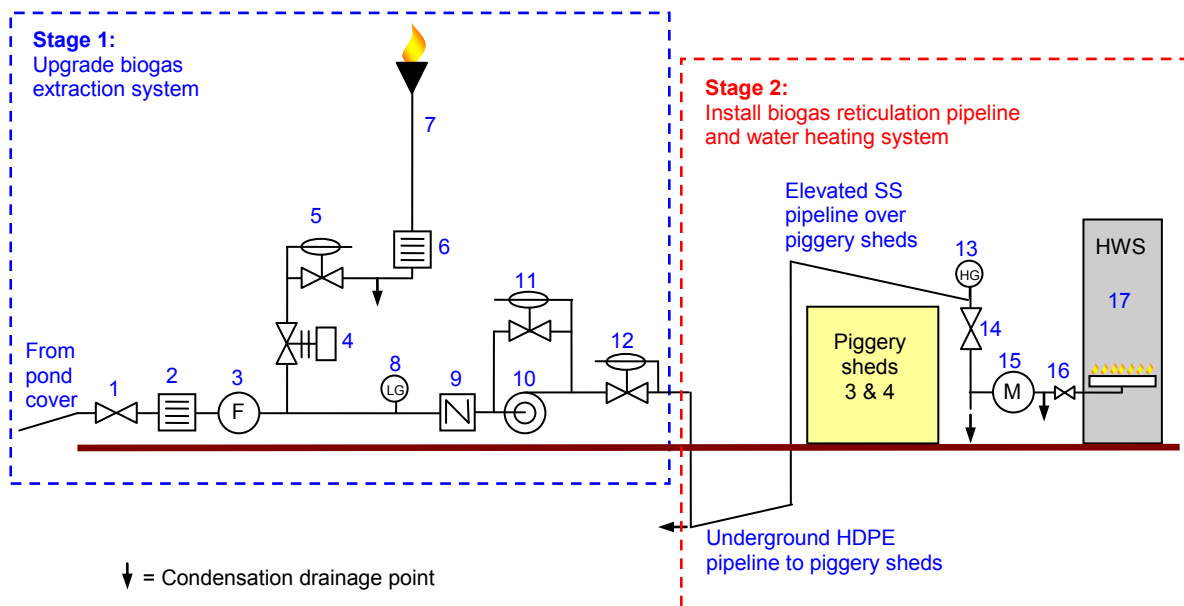 Stage 1:
Upgrade biogas
extraction system
7
5
6
4
From
pond
cover
1
2
3
F
8
LG
9
N
10
11
12
Stage 2:
Install biogas reticulation pipeline
and water heating system
Elevated SS
pipeline over
piggery sheds
Piggery
sheds
3 & 4
13
HG
14
15
M
16
HWS
17
Underground HDPE
pipeline to piggery sheds
= Condensation drainage point